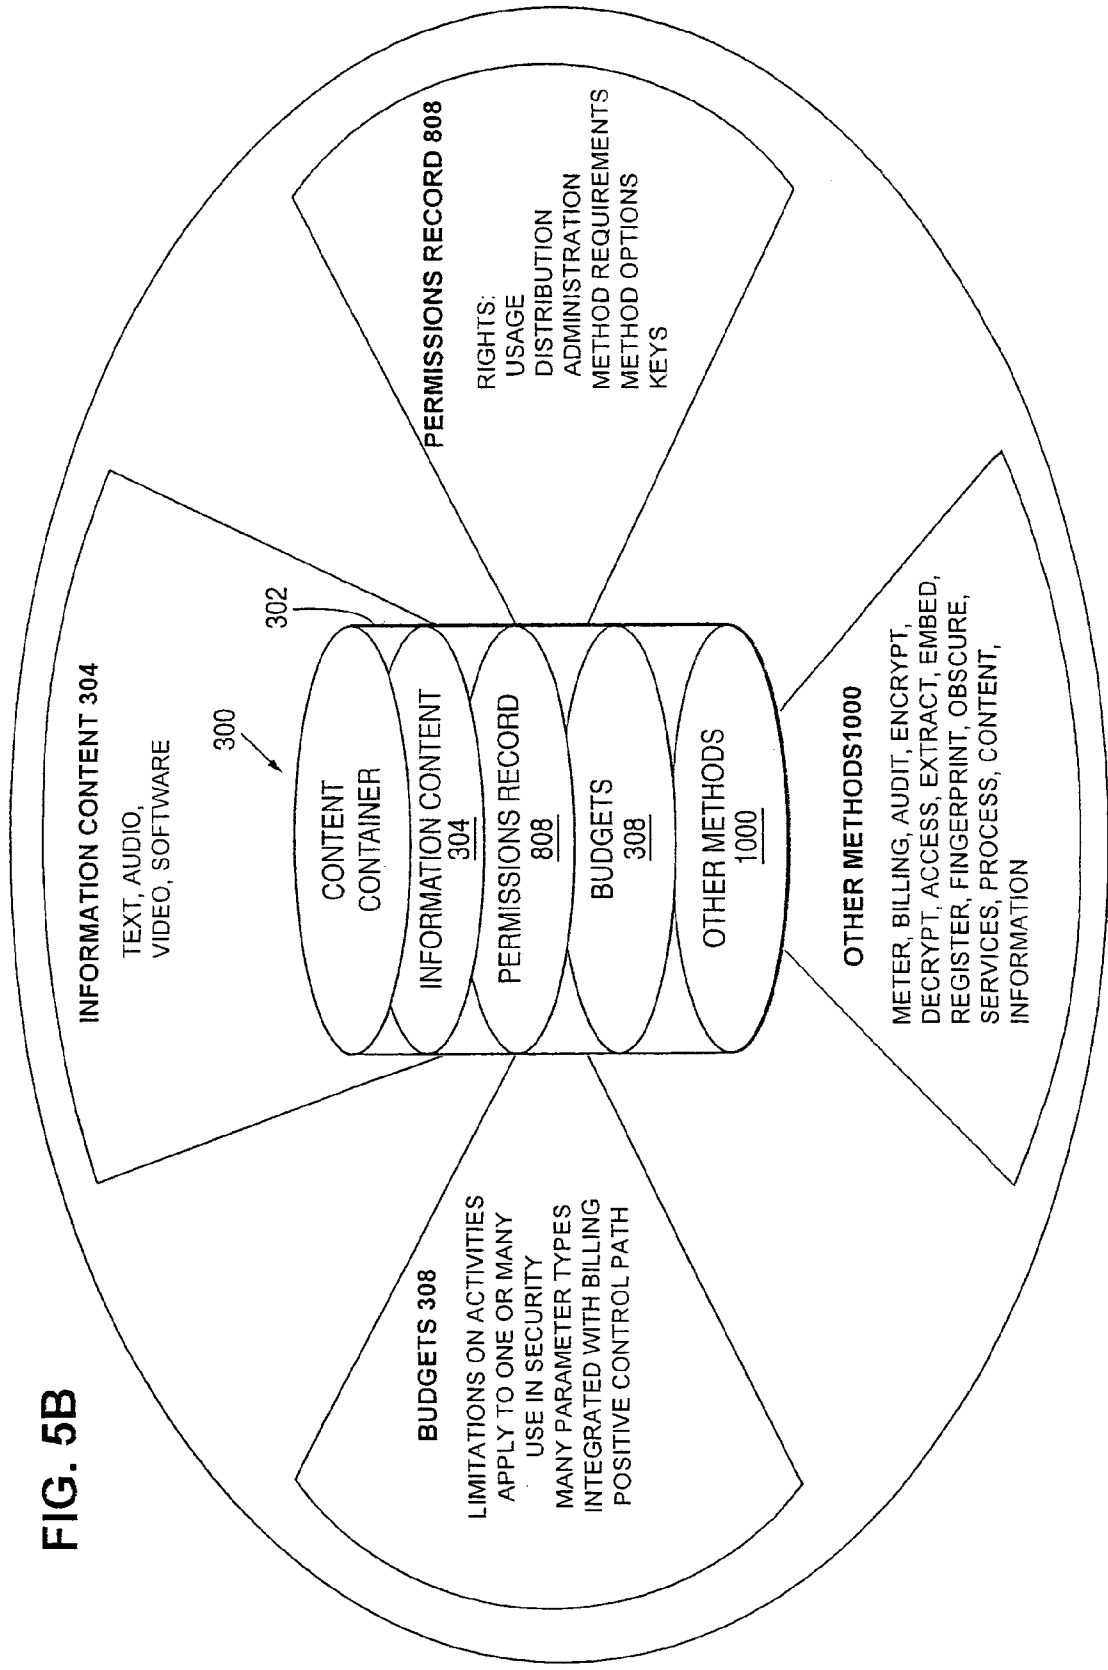 FIG. 5B
INFORMATION CONTENT 304
TEXT, AUDIO,
VIDEO, SOFTWARE
300
302
CONTENT
CONTAINER
INFORMATION CONTENT
304
PERMISSIONS RECORD
808
BUDGETS
308
OTHER METHODS
1000
BUDGETS 308
LIMITATIONS ON ACTIVITIES
APPLY TO ONE OR MANY
USE IN SECURITY
MANY PARAMETER TYPES
INTEGRATED WITH BILLING
POSITIVE CONTROL PATH
PERMISSIONS RECORD 808
RIGHTS:
USAGE
DISTRIBUTION
ADMINISTRATION
METHOD REQUIREMENTS
METHOD OPTIONS
KEYS
OTHER METHODS1000
METER, BILLING, AUDIT, ENCRYPT,
DECRYPT, ACCESS, EXTRACT, EMBED,
REGISTER, FINGERPRINT, OBSCURE,
SERVICES, PROCESS, CONTENT,
INFORMATION